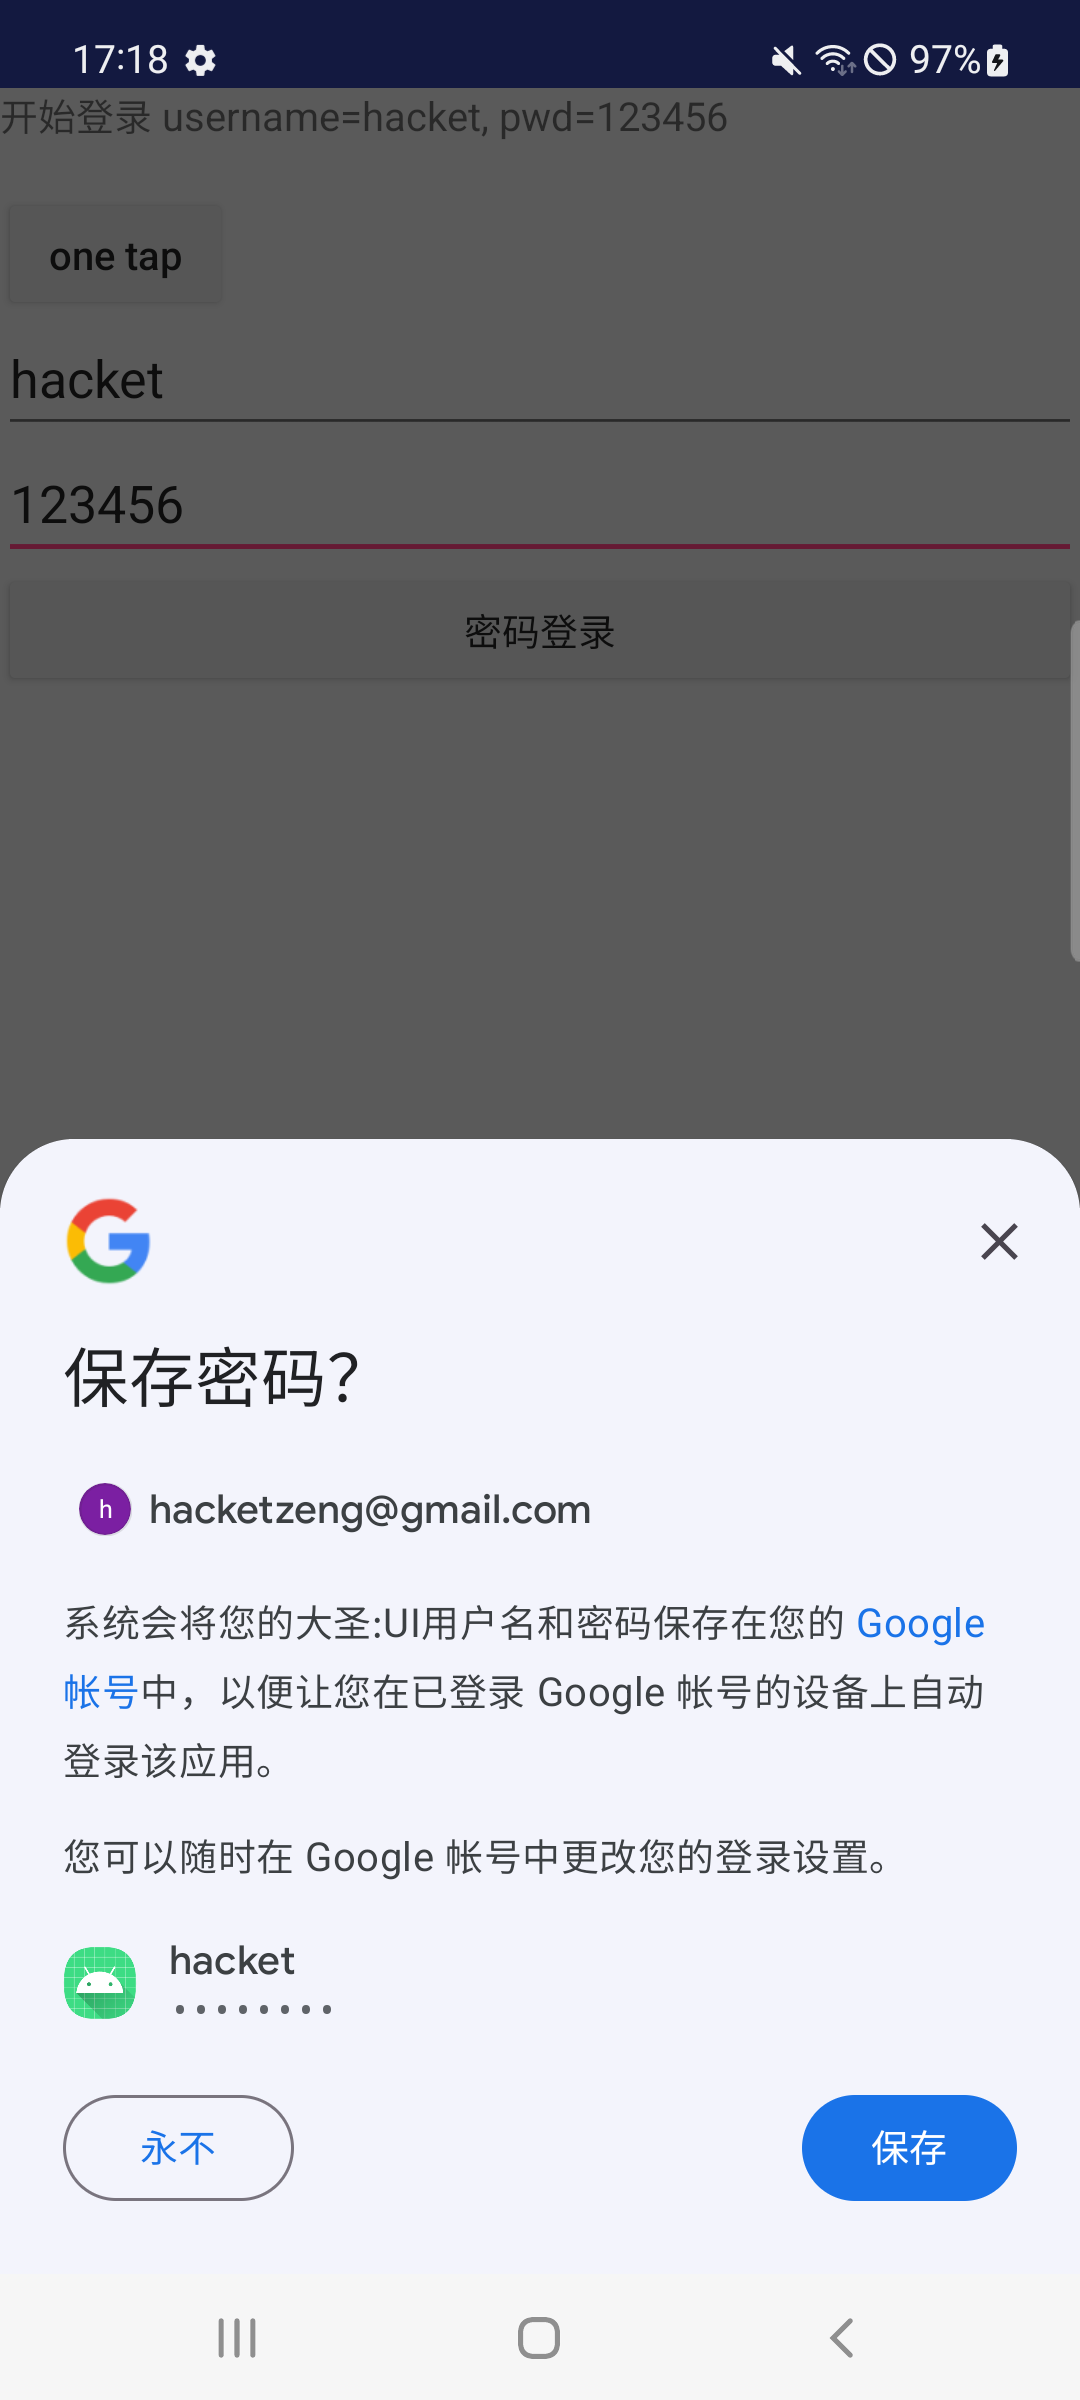 17:18 97%
开始登录 username=hacket, pwd=123456
one tap
hacket
123456
密码登录
保存密码？
h hacketzeng@gmail.com
系统会将您的大圣:UI用户名和密码保存在您的 Google
帐号中，以便让您在已登录 Google 帐号的设备上自动
登录该应用。
您可以随时在 Google 帐号中更改您的登录设置。
hacket
••••••••
永不 保存